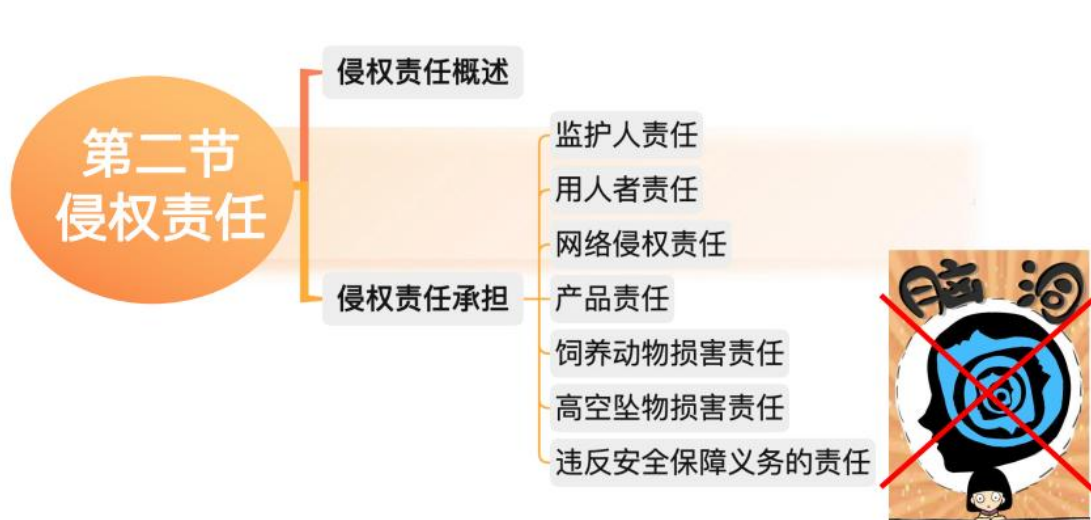 第二节
侵权责任
侵权责任概述
侵权责任承担
监护人责任
用人者责任
网络侵权责任
产品责任
饲养动物损害责任
高空坠物损害责任
违反安全保障义务的责任
脑洞